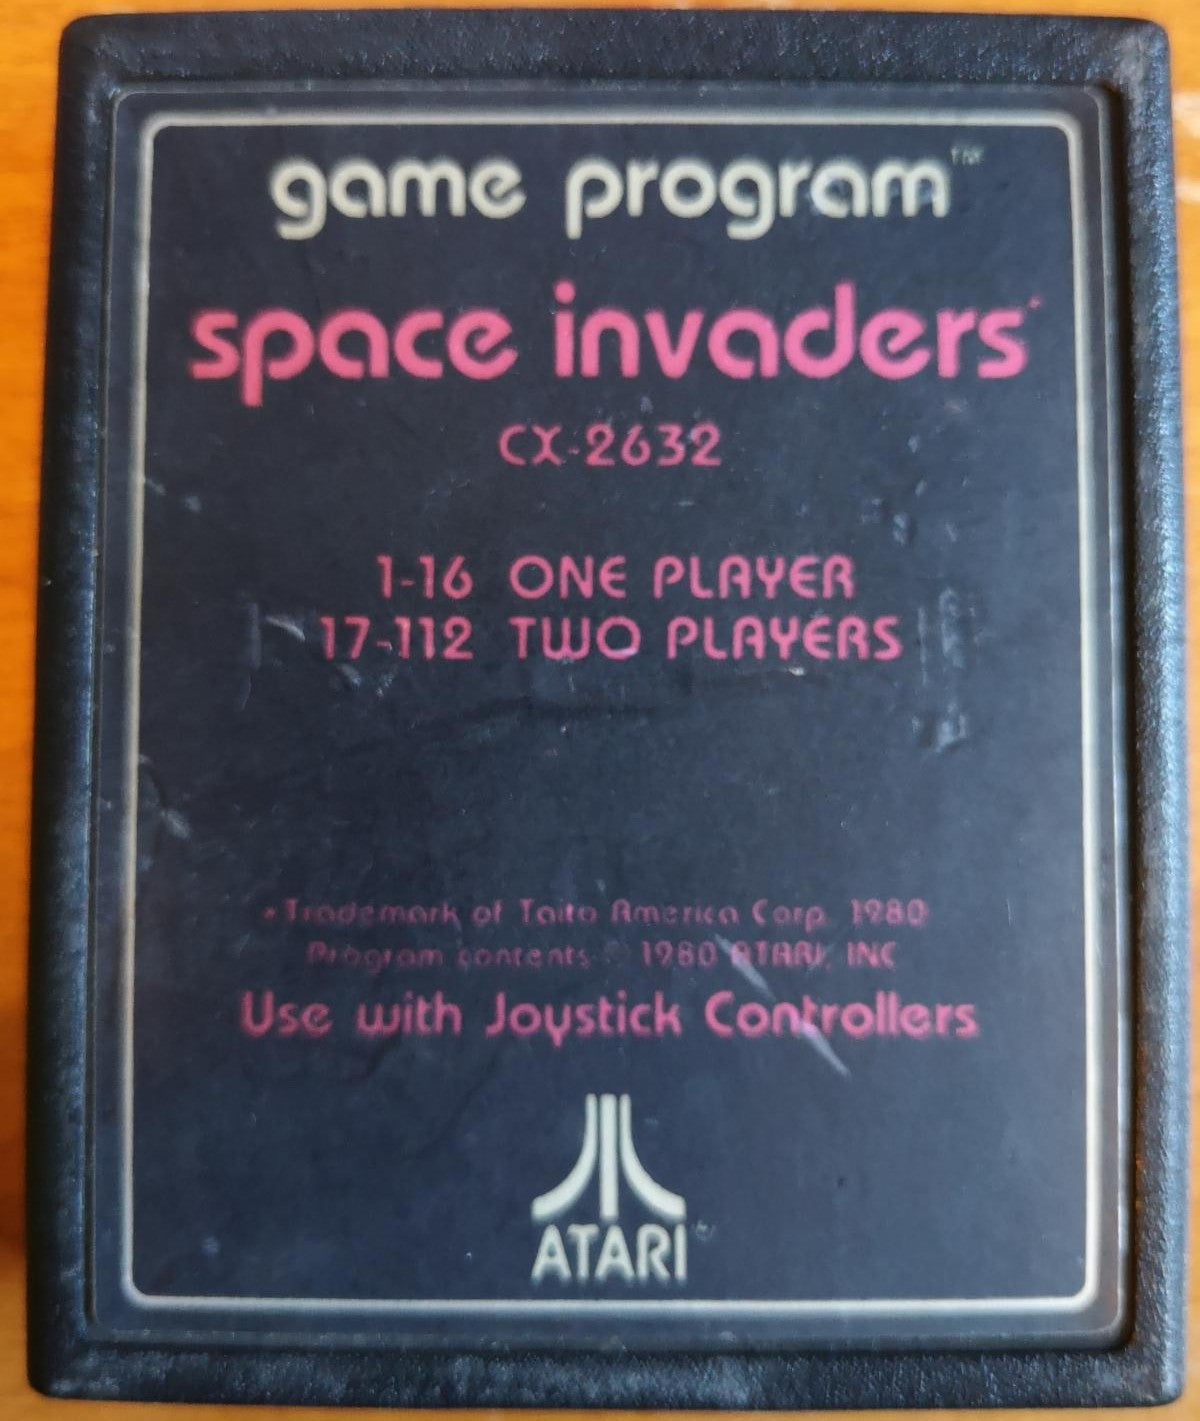 game program™
space invaders*
CX-2632
1-16 ONE PLAYER
17-112 TWO PLAYERS
*Trademark of Taito America Corp. 1980
Program contents © 1980 ATARI, INC
Use with Joystick Controllers
ATARI